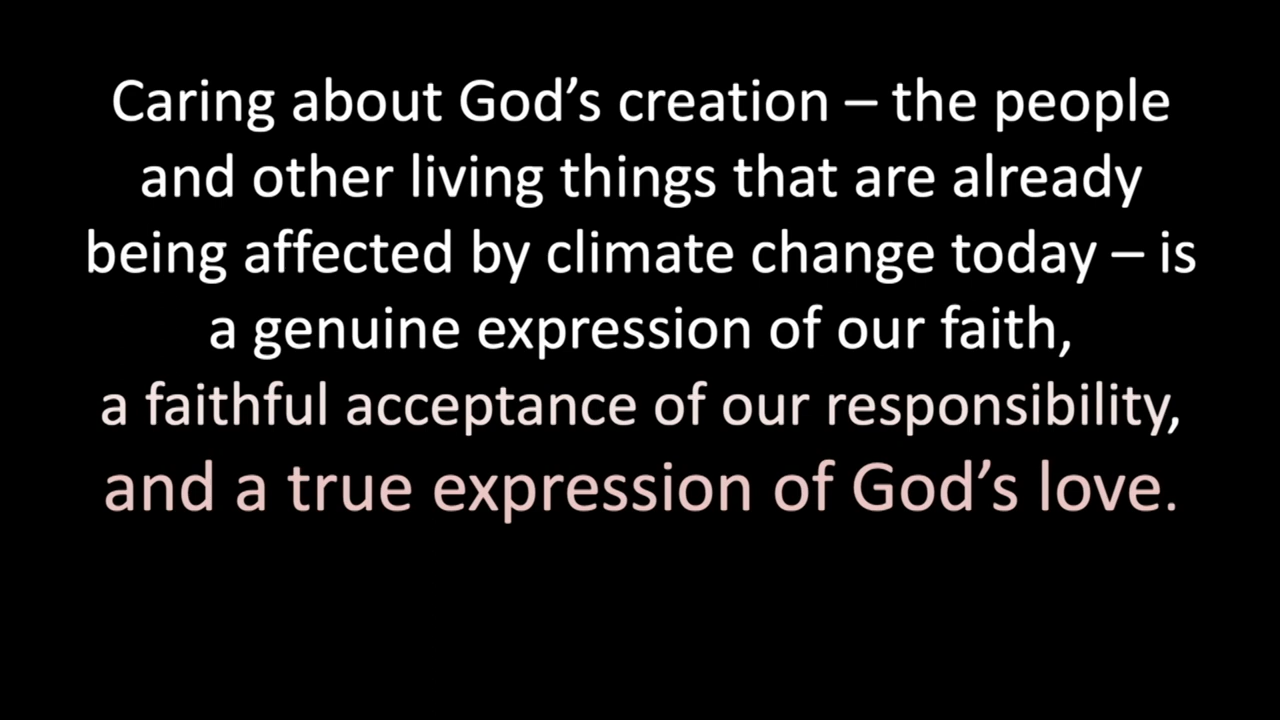 Caring about God’s creation – the people
and other living things that are already
being affected by climate change today – is
a genuine expression of our faith,
a faithful acceptance of our responsibility,
and a true expression of God’s love.